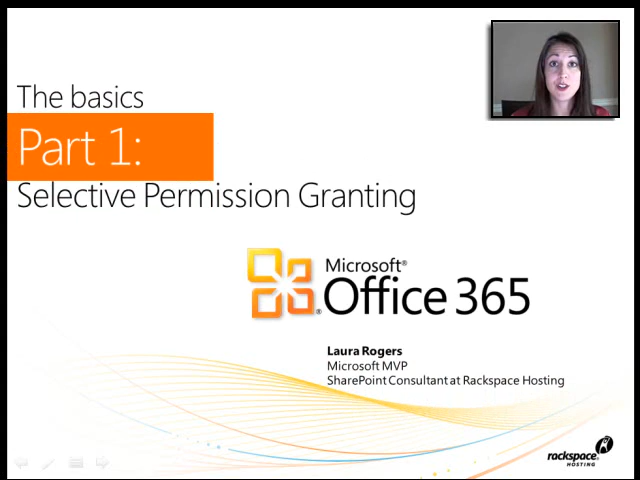 The basics
Part 1:
Selective Permission Granting
Microsoft®
Office 365
Laura Rogers
Microsoft MVP
SharePoint Consultant at Rackspace Hosting
rackspace®
HOSTING